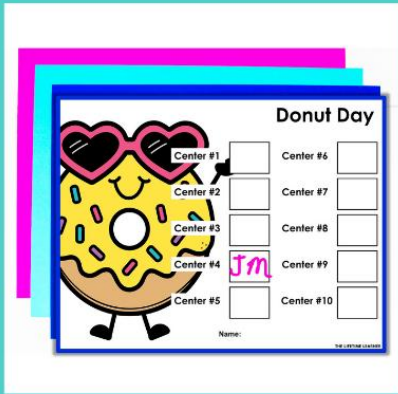 Donut Day
Center #1
Center #2
Center #3
Center #4 JM
Center #5
Center #6
Center #7
Center #8
Center #9
Center #10
Name:
THE LIFETIME LEARNER